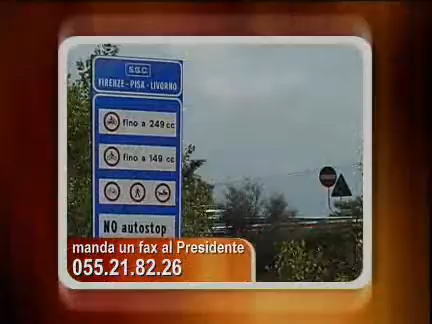 S.G.C.
FIRENZE - PISA - LIVORNO
fino a 249 cc
fino a 149 cc
NO autostop
manda un fax al Presidente
055.21.82.26